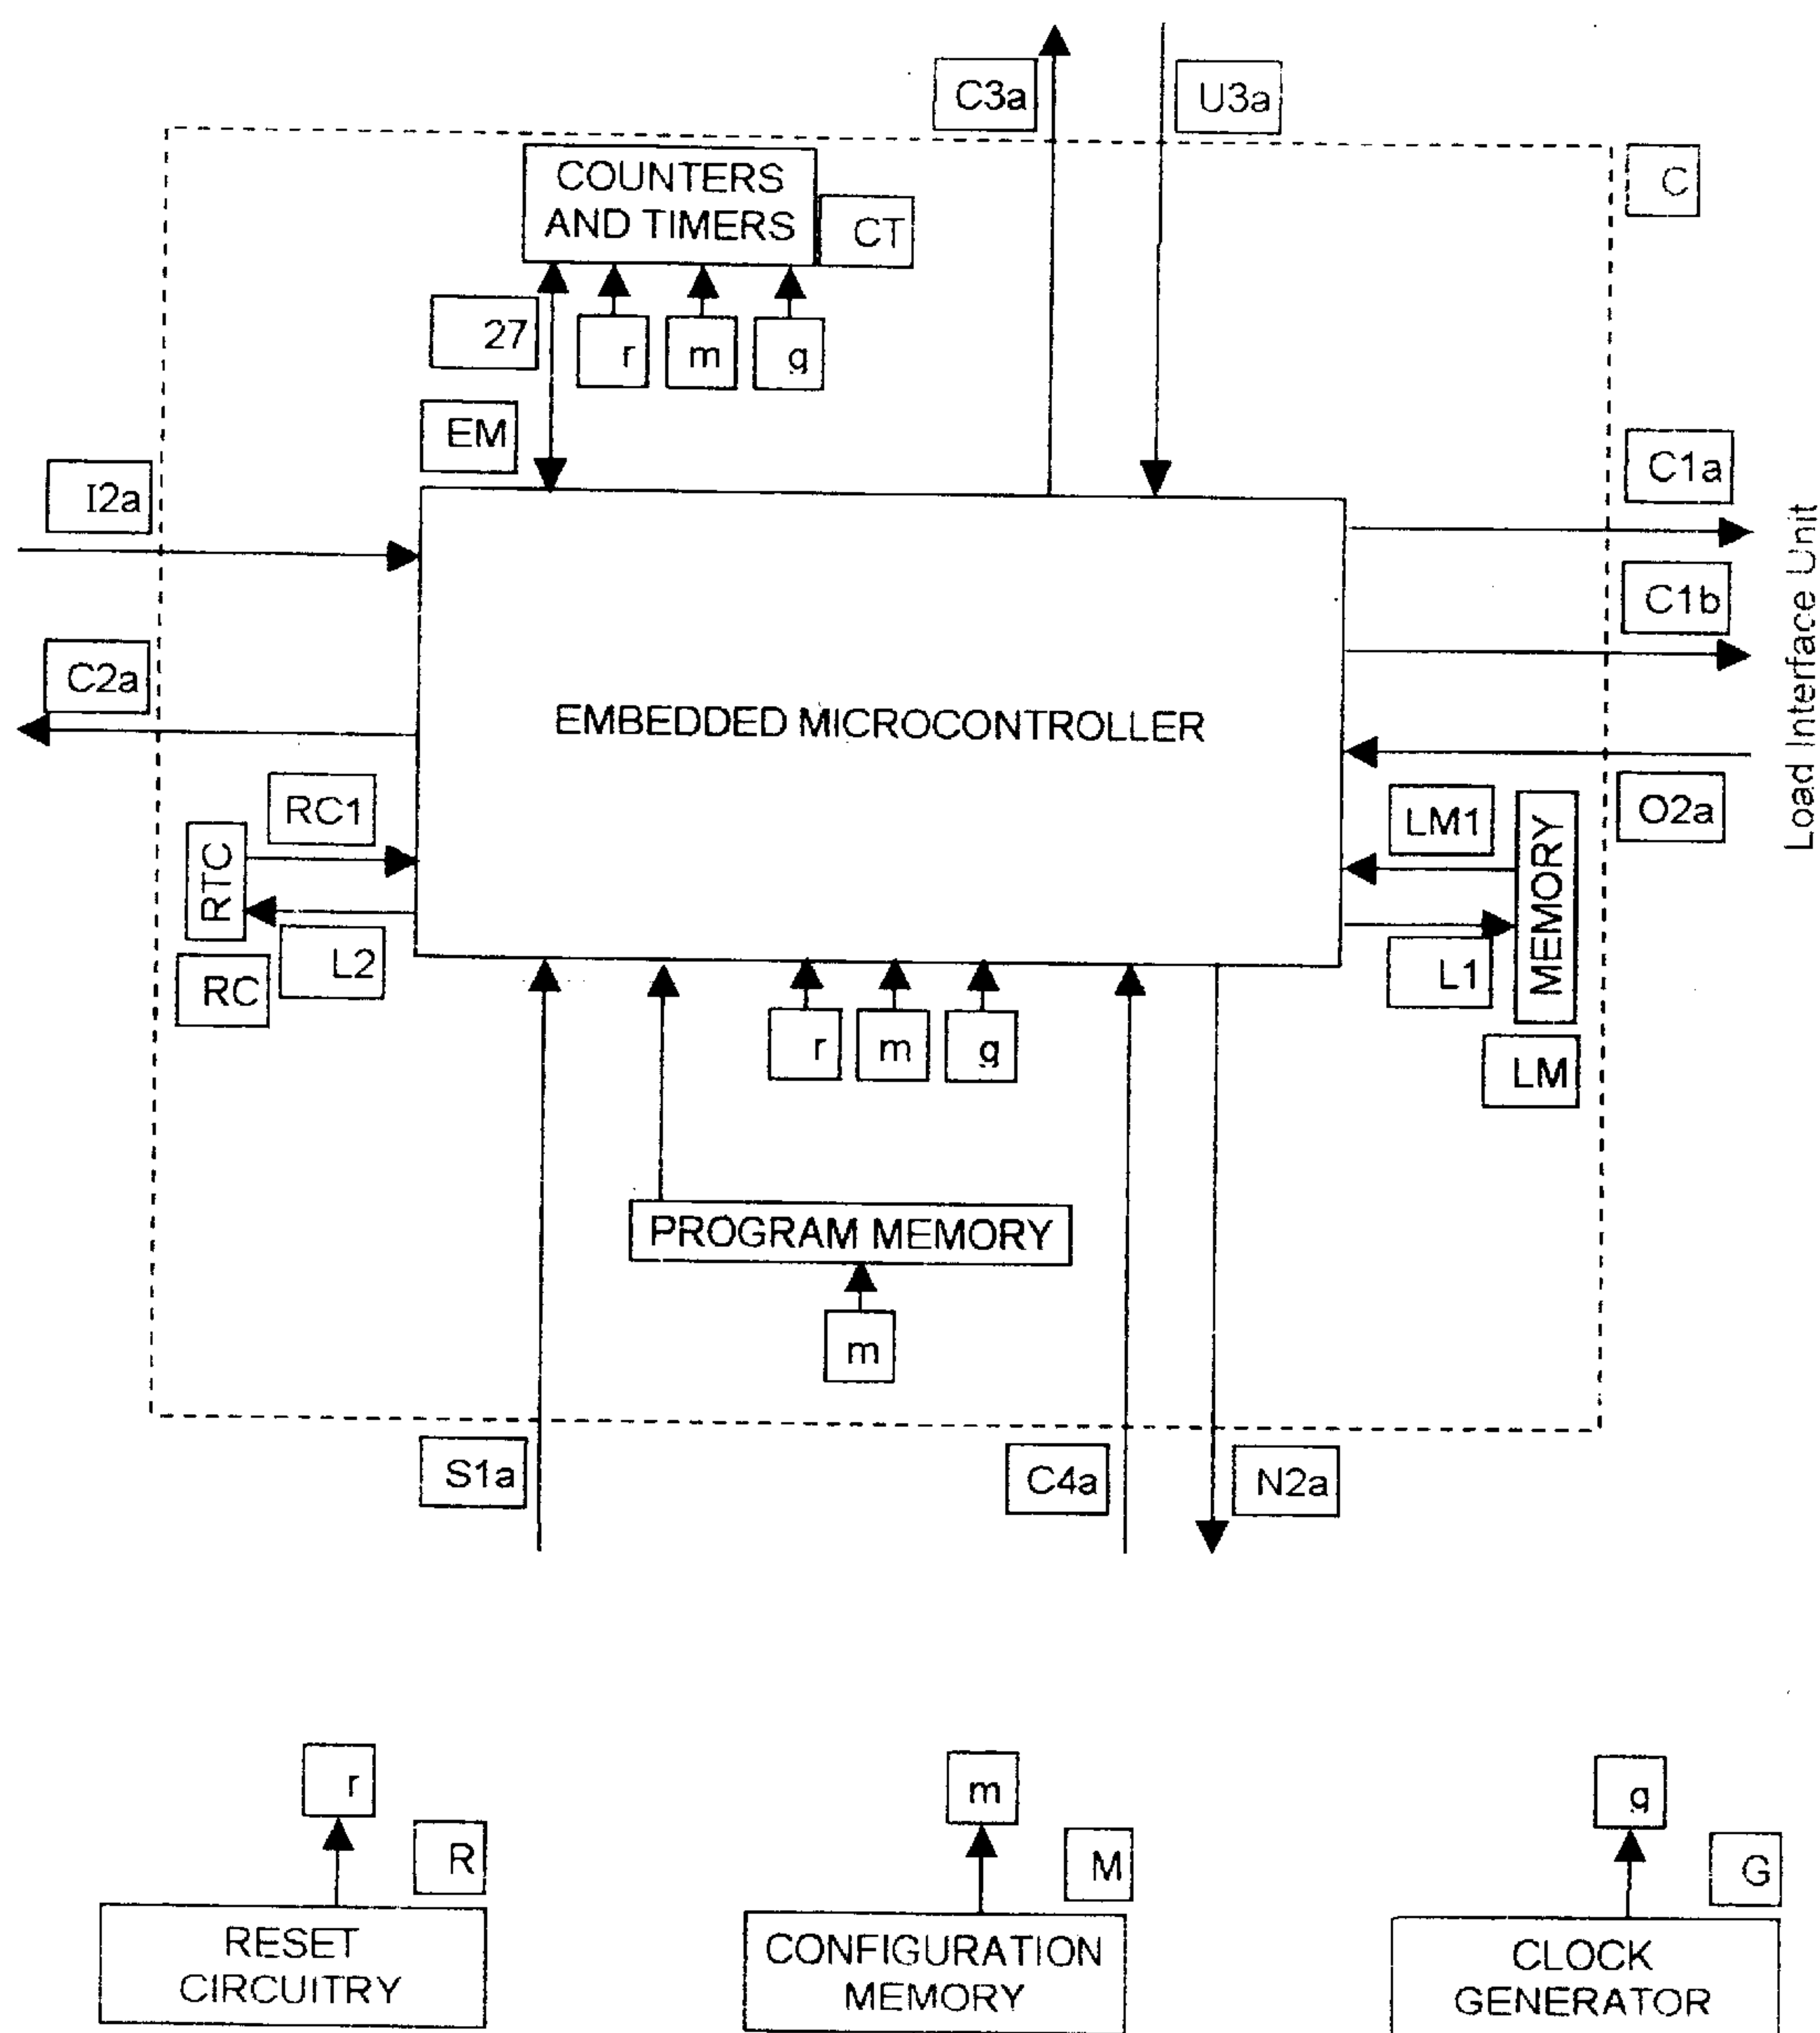 C3a
U3a
C
COUNTERS
AND TIMERS
CT
27
r
m
g
EM
I2a
C1a
C1b
Load Interface Unit
C2a
EMBEDDED MICROCONTROLLER
RC1
RTC
L2
RC
O2a
LM1
MEMORY
L1
LM
r
m
g
PROGRAM MEMORY
m
S1a
C4a
N2a
r
m
g
R
M
G
RESET
CIRCUITRY
CONFIGURATION
MEMORY
CLOCK
GENERATOR